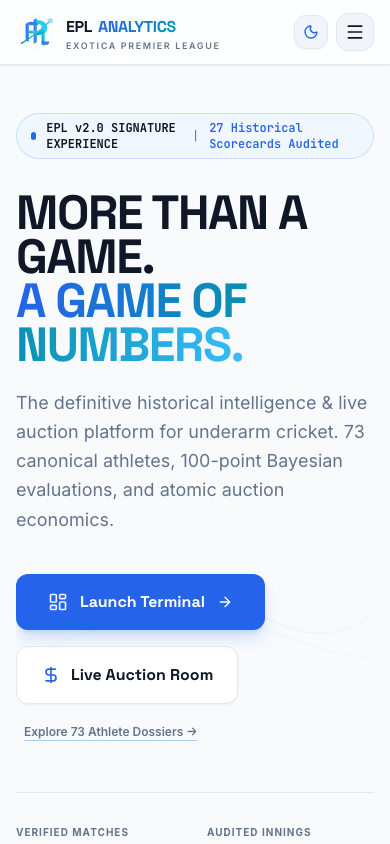 EPL ANALYTICS
EXOTICA PREMIER LEAGUE
EPL v2.0 SIGNATURE EXPERIENCE | 27 Historical Scorecards Audited
MORE THAN A
GAME.
A GAME OF
NUMBERS.
The definitive historical intelligence & live
auction platform for underarm cricket. 73
canonical athletes, 100-point Bayesian
evaluations, and atomic auction
economics.
Launch Terminal →
Live Auction Room
Explore 73 Athlete Dossiers →
VERIFIED MATCHES
AUDITED INNINGS